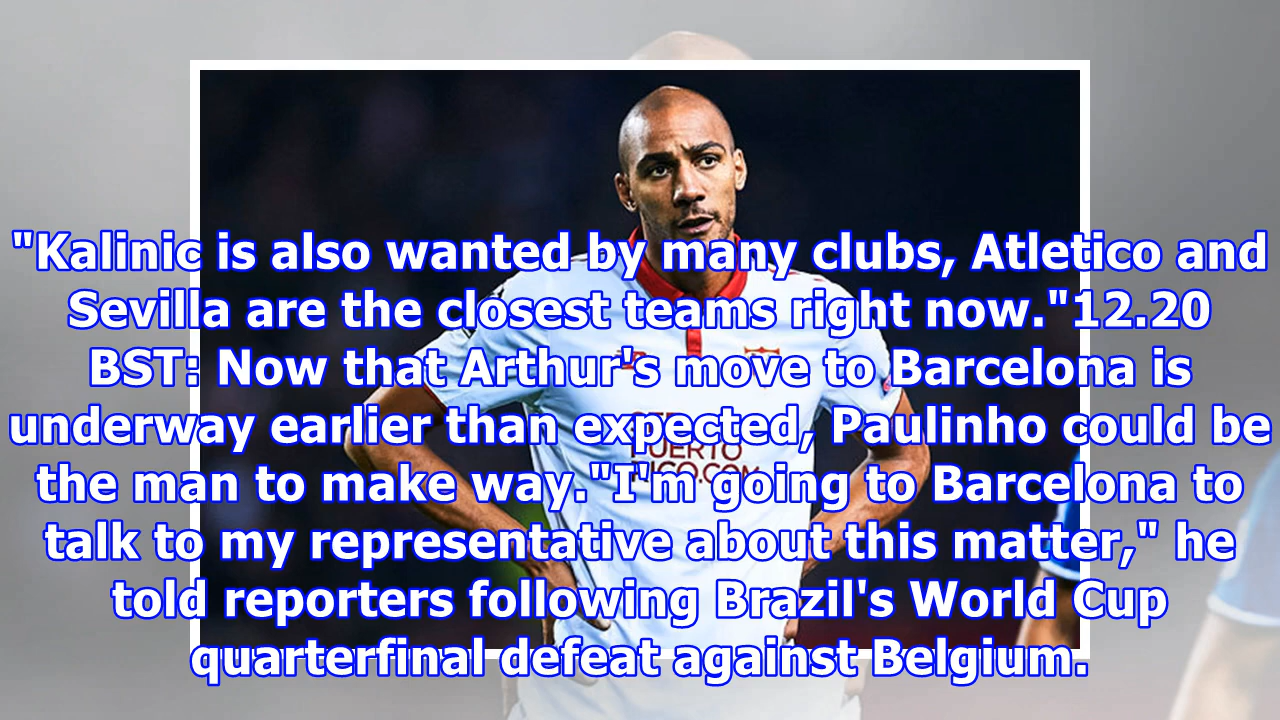 "Kalinic is also wanted by many clubs, Atletico and
Sevilla are the closest teams right now."12.20
BST: Now that Arthur's move to Barcelona is
underway earlier than expected, Paulinho could be
the man to make way."I'm going to Barcelona to
talk to my representative about this matter," he
told reporters following Brazil's World Cup
quarterfinal defeat against Belgium.
PUERTO